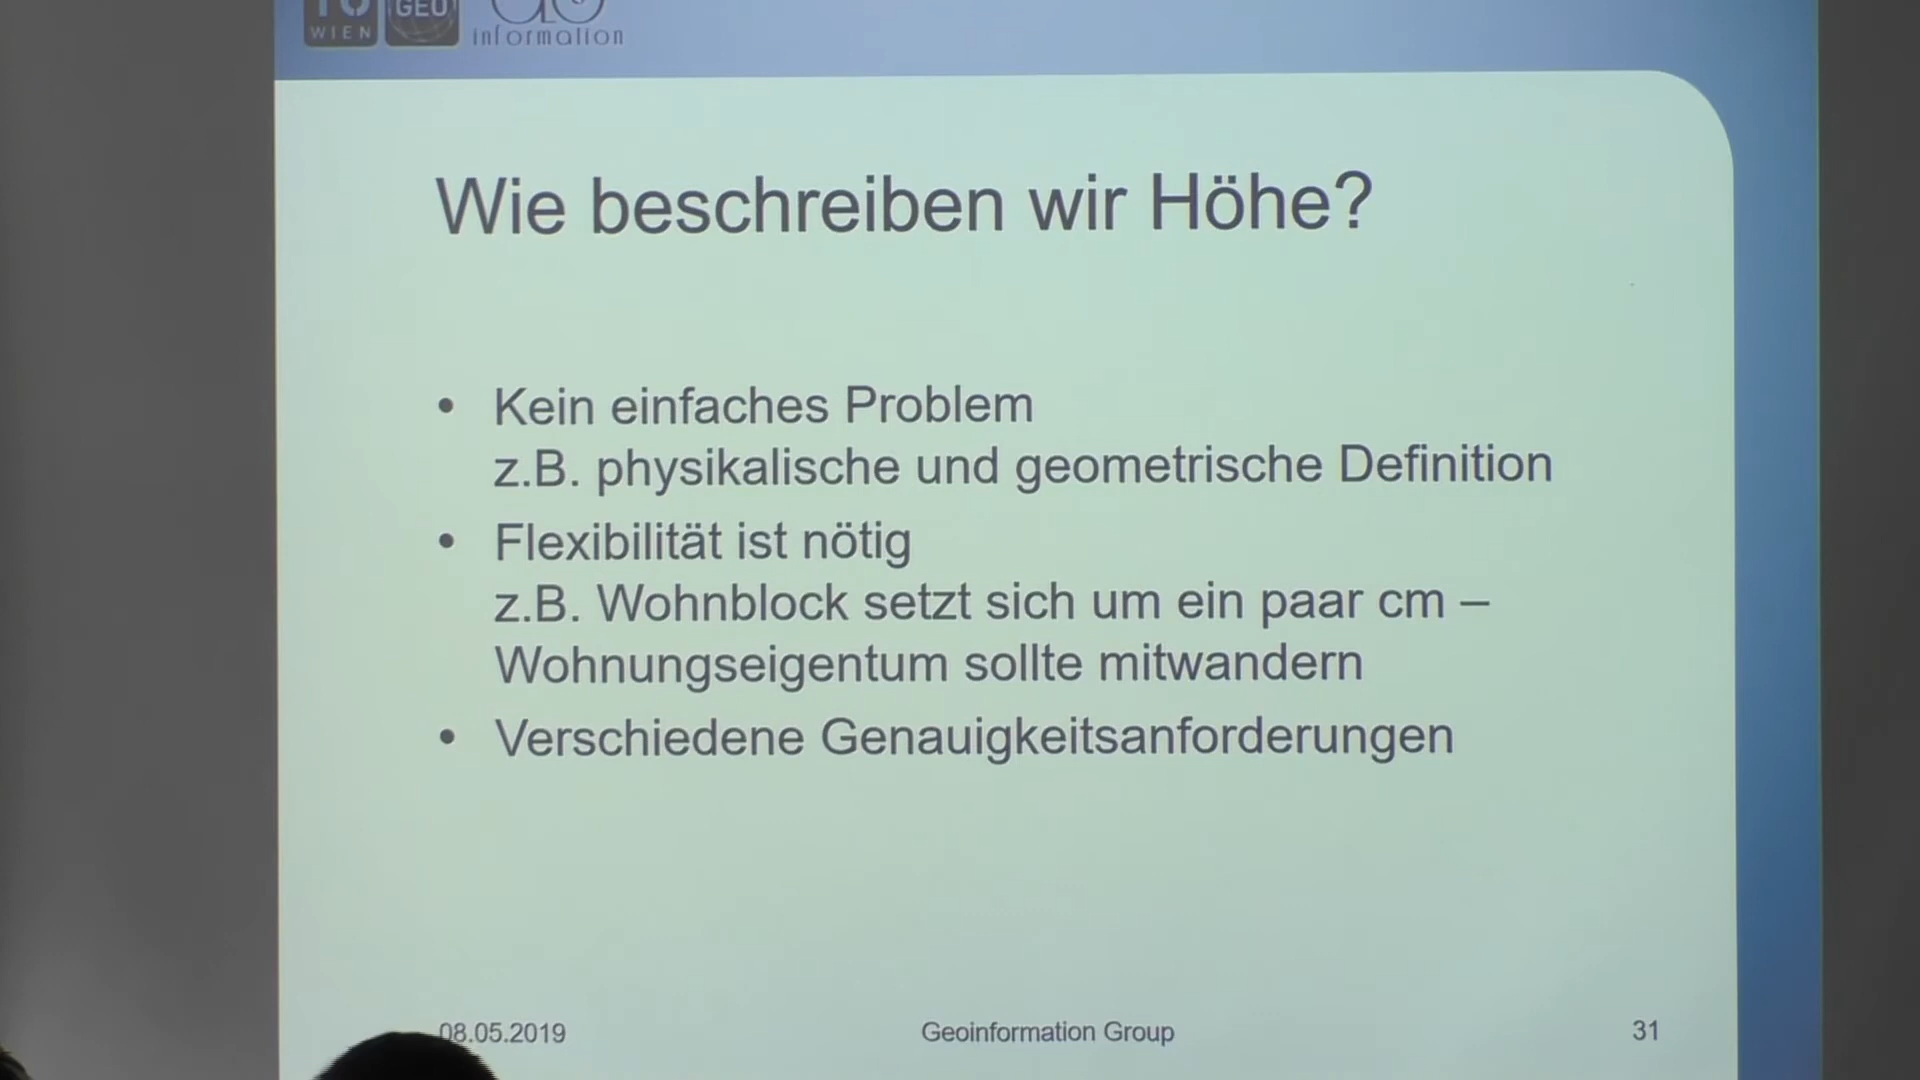 WIEN
GEO
information
Wie beschreiben wir Höhe?
• Kein einfaches Problem
z.B. physikalische und geometrische Definition
• Flexibilität ist nötig
z.B. Wohnblock setzt sich um ein paar cm –
Wohnungseigentum sollte mitwandern
• Verschiedene Genauigkeitsanforderungen
08.05.2019
Geoinformation Group
31